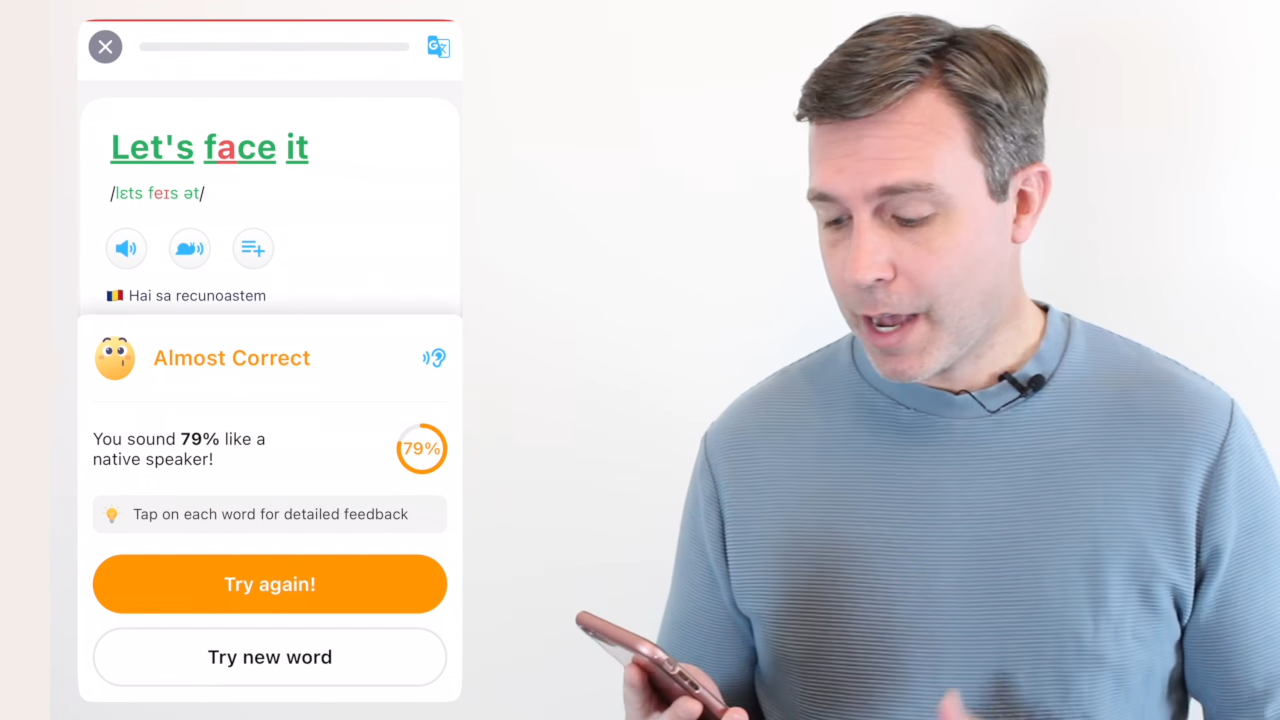 Let's face it
/lɛts feɪs ət/
Hai sa recunoastem
Almost Correct
You sound 79% like a
native speaker!
79%
Tap on each word for detailed feedback
Try again!
Try new word